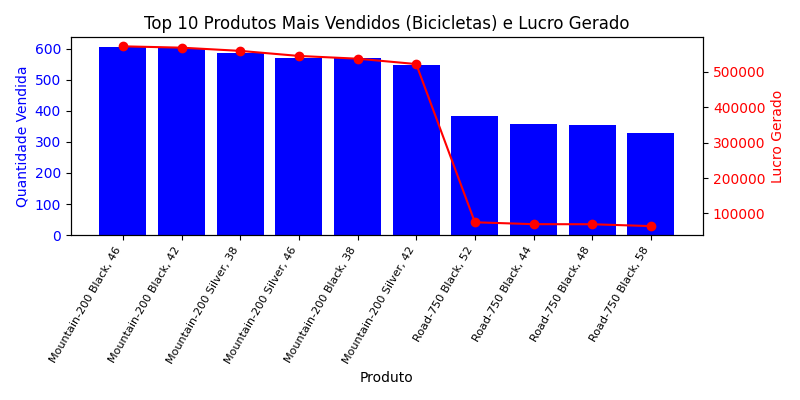 Top 10 Produtos Mais Vendidos (Bicicletas) e Lucro Gerado
Quantidade Vendida
600
500
400
300
200
100
0
500000
400000
300000
200000
100000
Lucro Gerado
Mountain-200 Black, 46
Mountain-200 Black, 42
Mountain-200 Silver, 38
Mountain-200 Silver, 46
Mountain-200 Black, 38
Mountain-200 Silver, 42
Road-750 Black, 52
Road-750 Black, 44
Road-750 Black, 48
Road-750 Black, 58
Produto